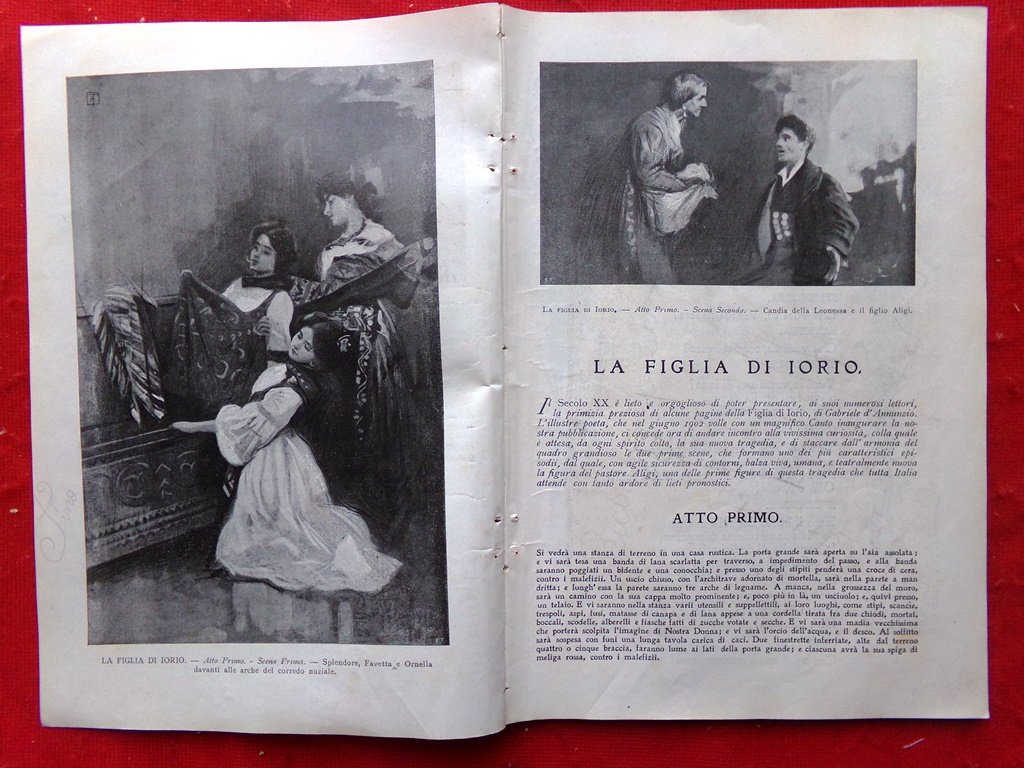 LA FIGLIA DI IORIO. — Atto Primo. - Scena Prima. — Splendore, Favetta e Ornella
davanti alle arche del corredo nuziale.
LA FIGLIA DI IORIO. — Atto Primo. - Scena Seconda. — Candia della Leonessa e il figlio Aligi.
LA FIGLIA DI IORIO.
Il Secolo XX è lieto e orgoglioso di poter presentare, ai suoi numerosi lettori,
la primizia preziosa di alcune pagine della Figlia di Iorio, di Gabriele d'Annunzio.
L'illustre poeta, che nel giugno 1902 volle con un magnifico Canto inaugurare la no-
stra pubblicazione, ci concede ora di andare incontro alla vivissima curiosità, colla quale
è attesa, da ogni spirito colto, la sua nuova tragedia, e di staccare dall'armonia del
quadro grandioso le due prime scene, che formano uno dei più caratteristici epi-
sodii, dal quale, con agile sicurezza di contorni, balza viva, umana, e teatralmente nuova
la figura del pastore Aligi, una delle prime figure di questa tragedia che tutta Italia
attende con tanto ardore di lieti pronostici.
ATTO PRIMO.
Si vedrà una stanza di terreno in una casa rustica. La porta grande sarà aperta su l'aia assolata;
e vi sarà tesa una banda di lana scarlatta per traverso, a impedimento del passo, e alla banda
saranno poggiati un bidente e una conocchia; e presso uno degli stipiti penderà una croce di cera,
contro i malefizii. Un uscio chiuso, con l'architrave adornato di mortella, sarà nella parete a man
dritta; e lungh'essa la parete saranno tre arche di legname. A manca, nella grossezza del muro,
sarà un camino con la sua cappa molto prominente; e, poco più in là, un usciuolo; e, quivi presso,
un telaio. E vi saranno nella stanza varii utensili e suppellettili, ai loro luoghi, come stipi, scancie,
trespoli, aspi, fusi, matasse di canapa e di lana appese a una cordella tirata fra due chiodi, mortai,
boccali, scodelle, alberelli e fiasche fatti di zucche votate e secche. E vi sarà una madia vecchissima
che porterà scolpita l'imagine di Nostra Donna; e vi sarà l'orcio dell'acqua, e il desco. Al soffitto
sarà sospesa con funi una lunga tavola carica di caci. Due finestrette inferriate, alte dal terreno
quattro o cinque braccia, faranno lume ai lati della porta grande; e ciascuna avrà la sua spiga di
meliga rossa, contro i malefizii.